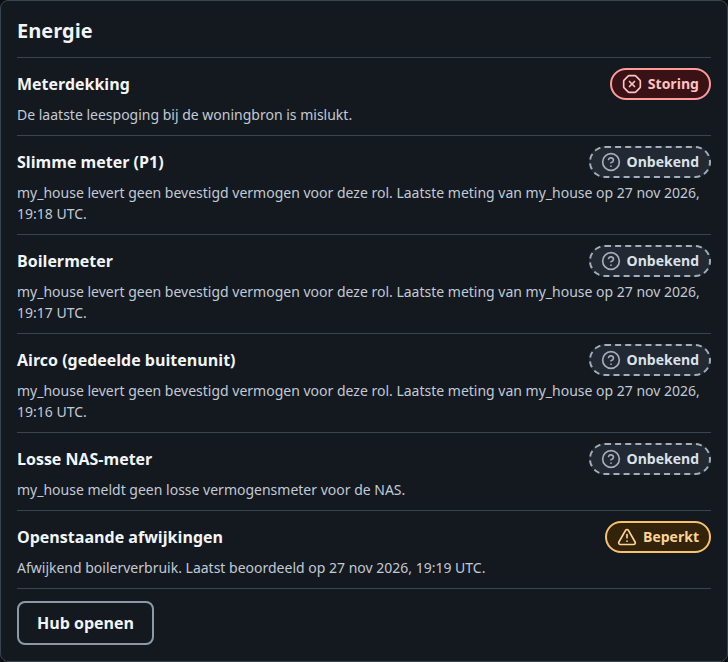 Energie
Meterdekking
Storing
De laatste leespoging bij de woningbron is mislukt.
Slimme meter (P1)
Onbekend
my_house levert geen bevestigd vermogen voor deze rol. Laatste meting van my_house op 27 nov 2026,
19:18 UTC.
Boilermeter
Onbekend
my_house levert geen bevestigd vermogen voor deze rol. Laatste meting van my_house op 27 nov 2026,
19:17 UTC.
Airco (gedeelde buitenunit)
Onbekend
my_house levert geen bevestigd vermogen voor deze rol. Laatste meting van my_house op 27 nov 2026,
19:16 UTC.
Losse NAS-meter
Onbekend
my_house meldt geen losse vermogensmeter voor de NAS.
Openstaande afwijkingen
Beperkt
Afwijkend boilerverbruik. Laatst beoordeeld op 27 nov 2026, 19:19 UTC.
Hub openen